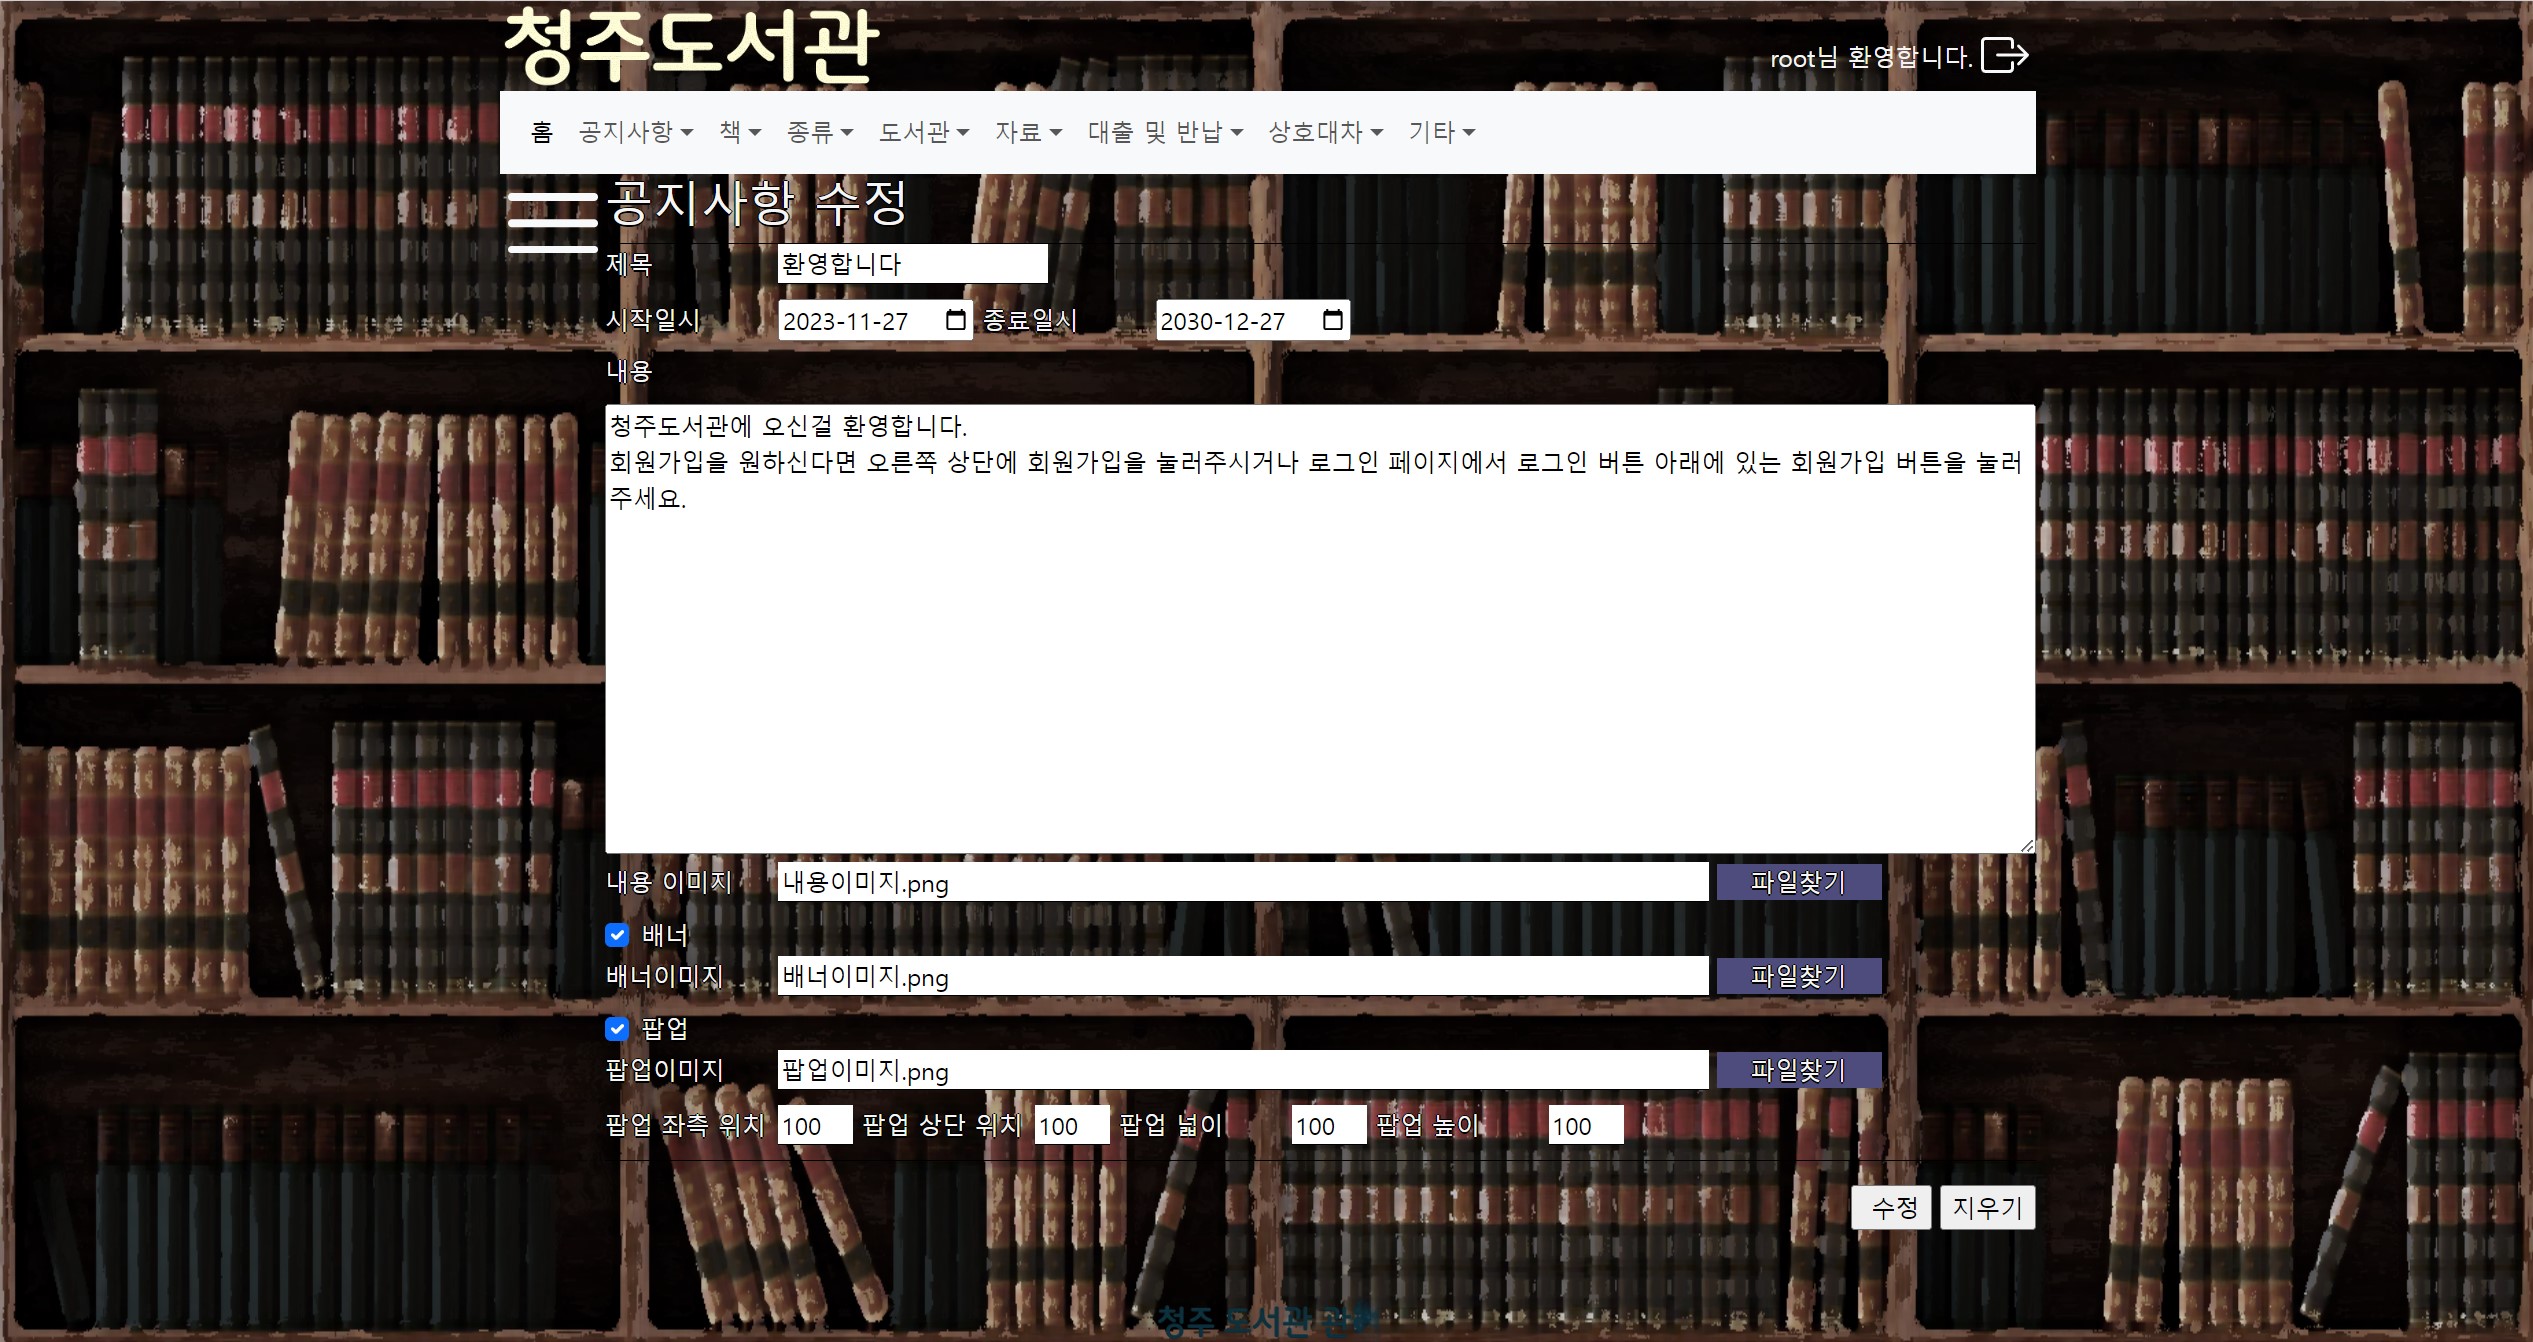 청주도서관
root님 환영합니다.
홈 공지사항 책 종류 도서관 자료 대출 및 반납 상호대차 기타
공지사항 수정
제목 환영합니다
시작일시 2023-11-27 종료일시 2030-12-27
내용
청주도서관에 오신걸 환영합니다.
회원가입을 원하신다면 오른쪽 상단에 회원가입을 눌러주시거나 로그인 페이지에서 로그인 버튼 아래에 있는 회원가입 버튼을 눌러
주세요.
내용 이미지 내용이미지.png 파일찾기
배너
배너이미지 배너이미지.png 파일찾기
팝업
팝업이미지 팝업이미지.png 파일찾기
팝업 좌측 위치 100 팝업 상단 위치 100 팝업 넓이 100 팝업 높이 100
수정 지우기
청주 도서관